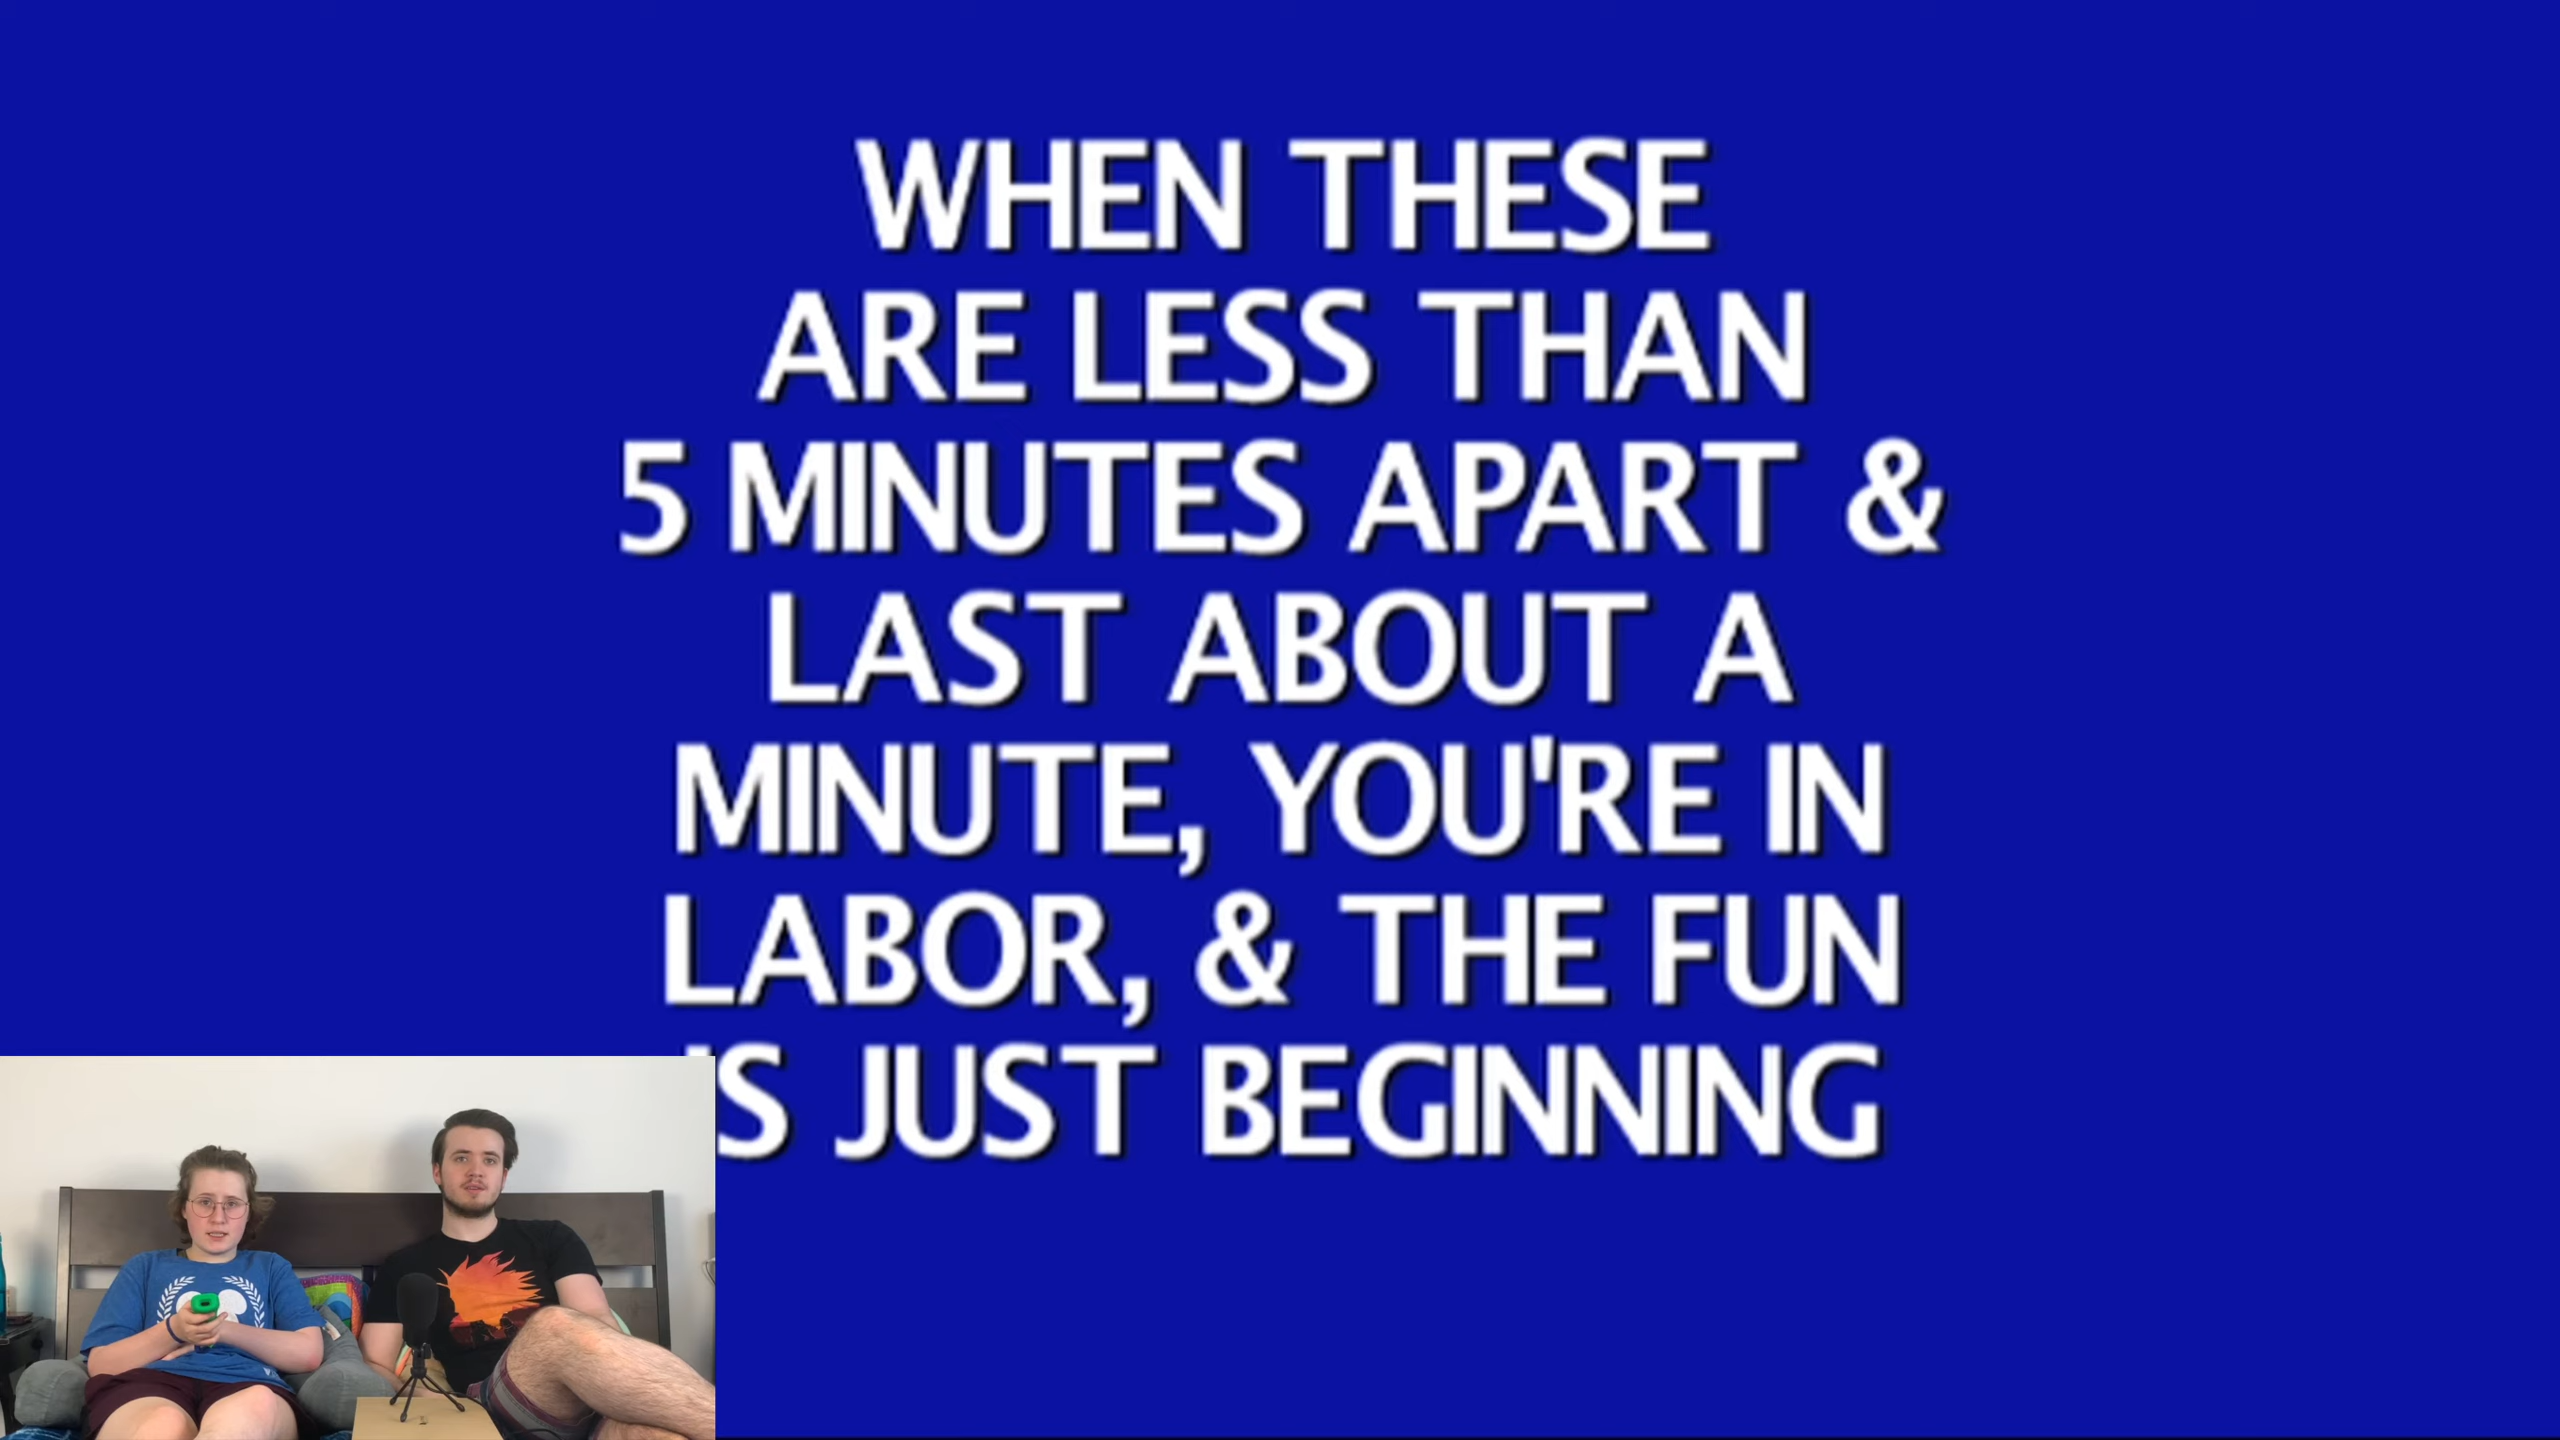 WHEN THESE
ARE LESS THAN
5 MINUTES APART &
LAST ABOUT A
MINUTE, YOU'RE IN
LABOR, & THE FUN
IS JUST BEGINNING